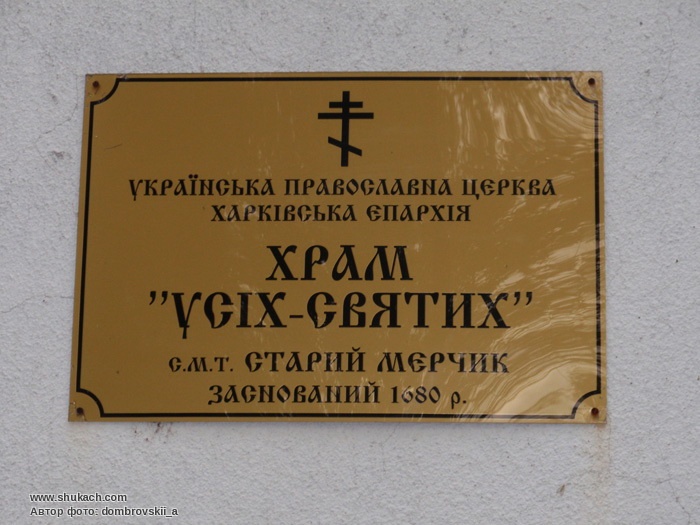 УКРАЇНСЬКА ПРАВОСЛАВНА ЦЕРКВА
ХАРКІВСЬКА ЕПАРХІЯ
ХРАМ
"УСІХ-СВЯТИХ"
С.М.Т. СТАРИЙ МЕРЧИК
ЗАСНОВАНИЙ 1680 р.
www.shukach.com
Автор фото: dombrovskii_a